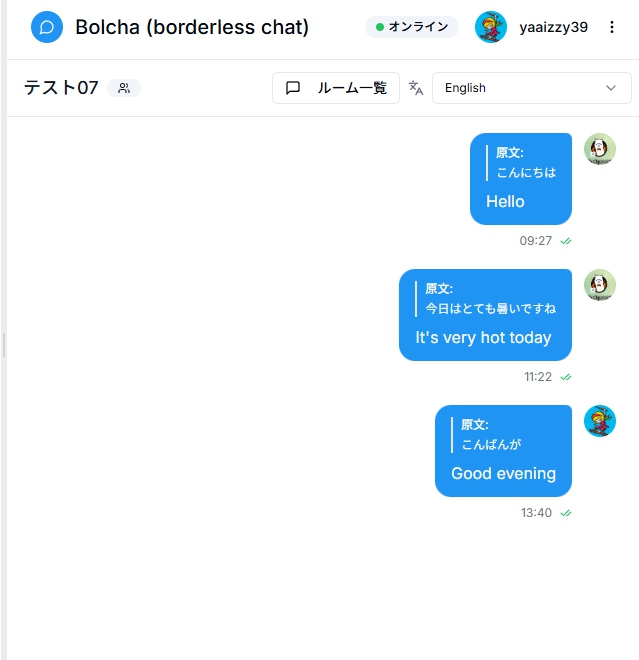 Bolcha (borderless chat)
オンライン
yaaizzy39
テスト07
ルーム一覧
English
原文:
こんにちは
Hello
09:27
原文:
今日はとても暑いですね
It's very hot today
11:22
原文:
こんばんが
Good evening
13:40